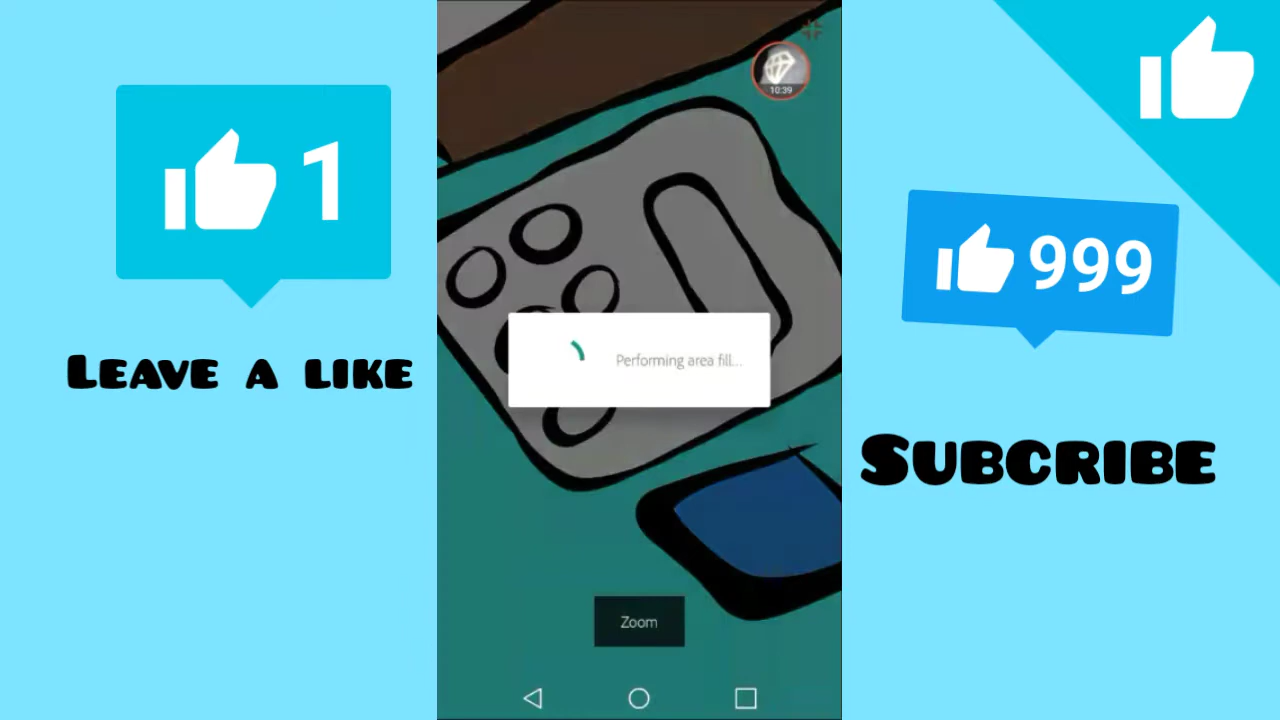 1
LEAVE A LIKE
10:39
Performing area fill...
Zoom
999
SUBCRIBE